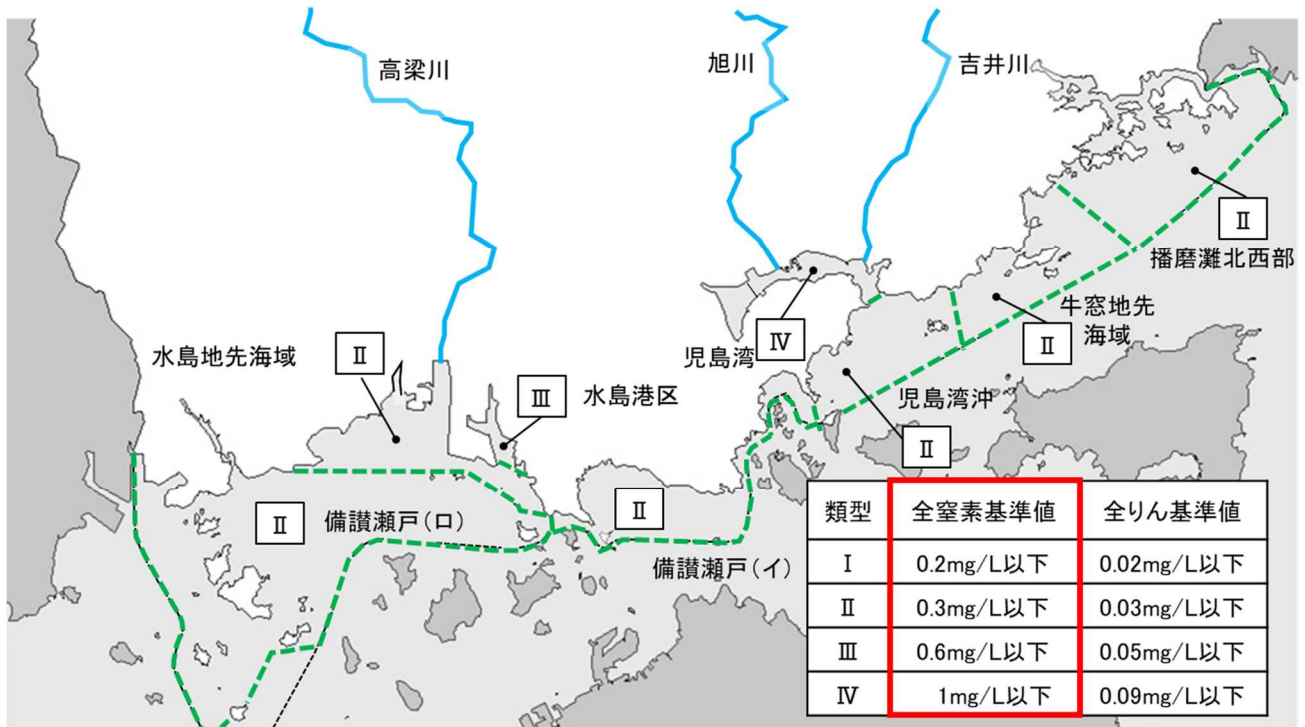 高梁川
旭川
吉井川
Ⅱ
播磨灘北西部
牛窓地先
海域
Ⅱ
Ⅳ
児島湾
児島湾沖
Ⅱ
水島地先海域
Ⅱ
Ⅲ
水島港区
Ⅱ
備讃瀬戸(ロ)
Ⅱ
備讃瀬戸(イ)
類型 全窒素基準値 全りん基準値
Ⅰ 0.2mg/L以下 0.02mg/L以下
Ⅱ 0.3mg/L以下 0.03mg/L以下
Ⅲ 0.6mg/L以下 0.05mg/L以下
Ⅳ 1mg/L以下 0.09mg/L以下